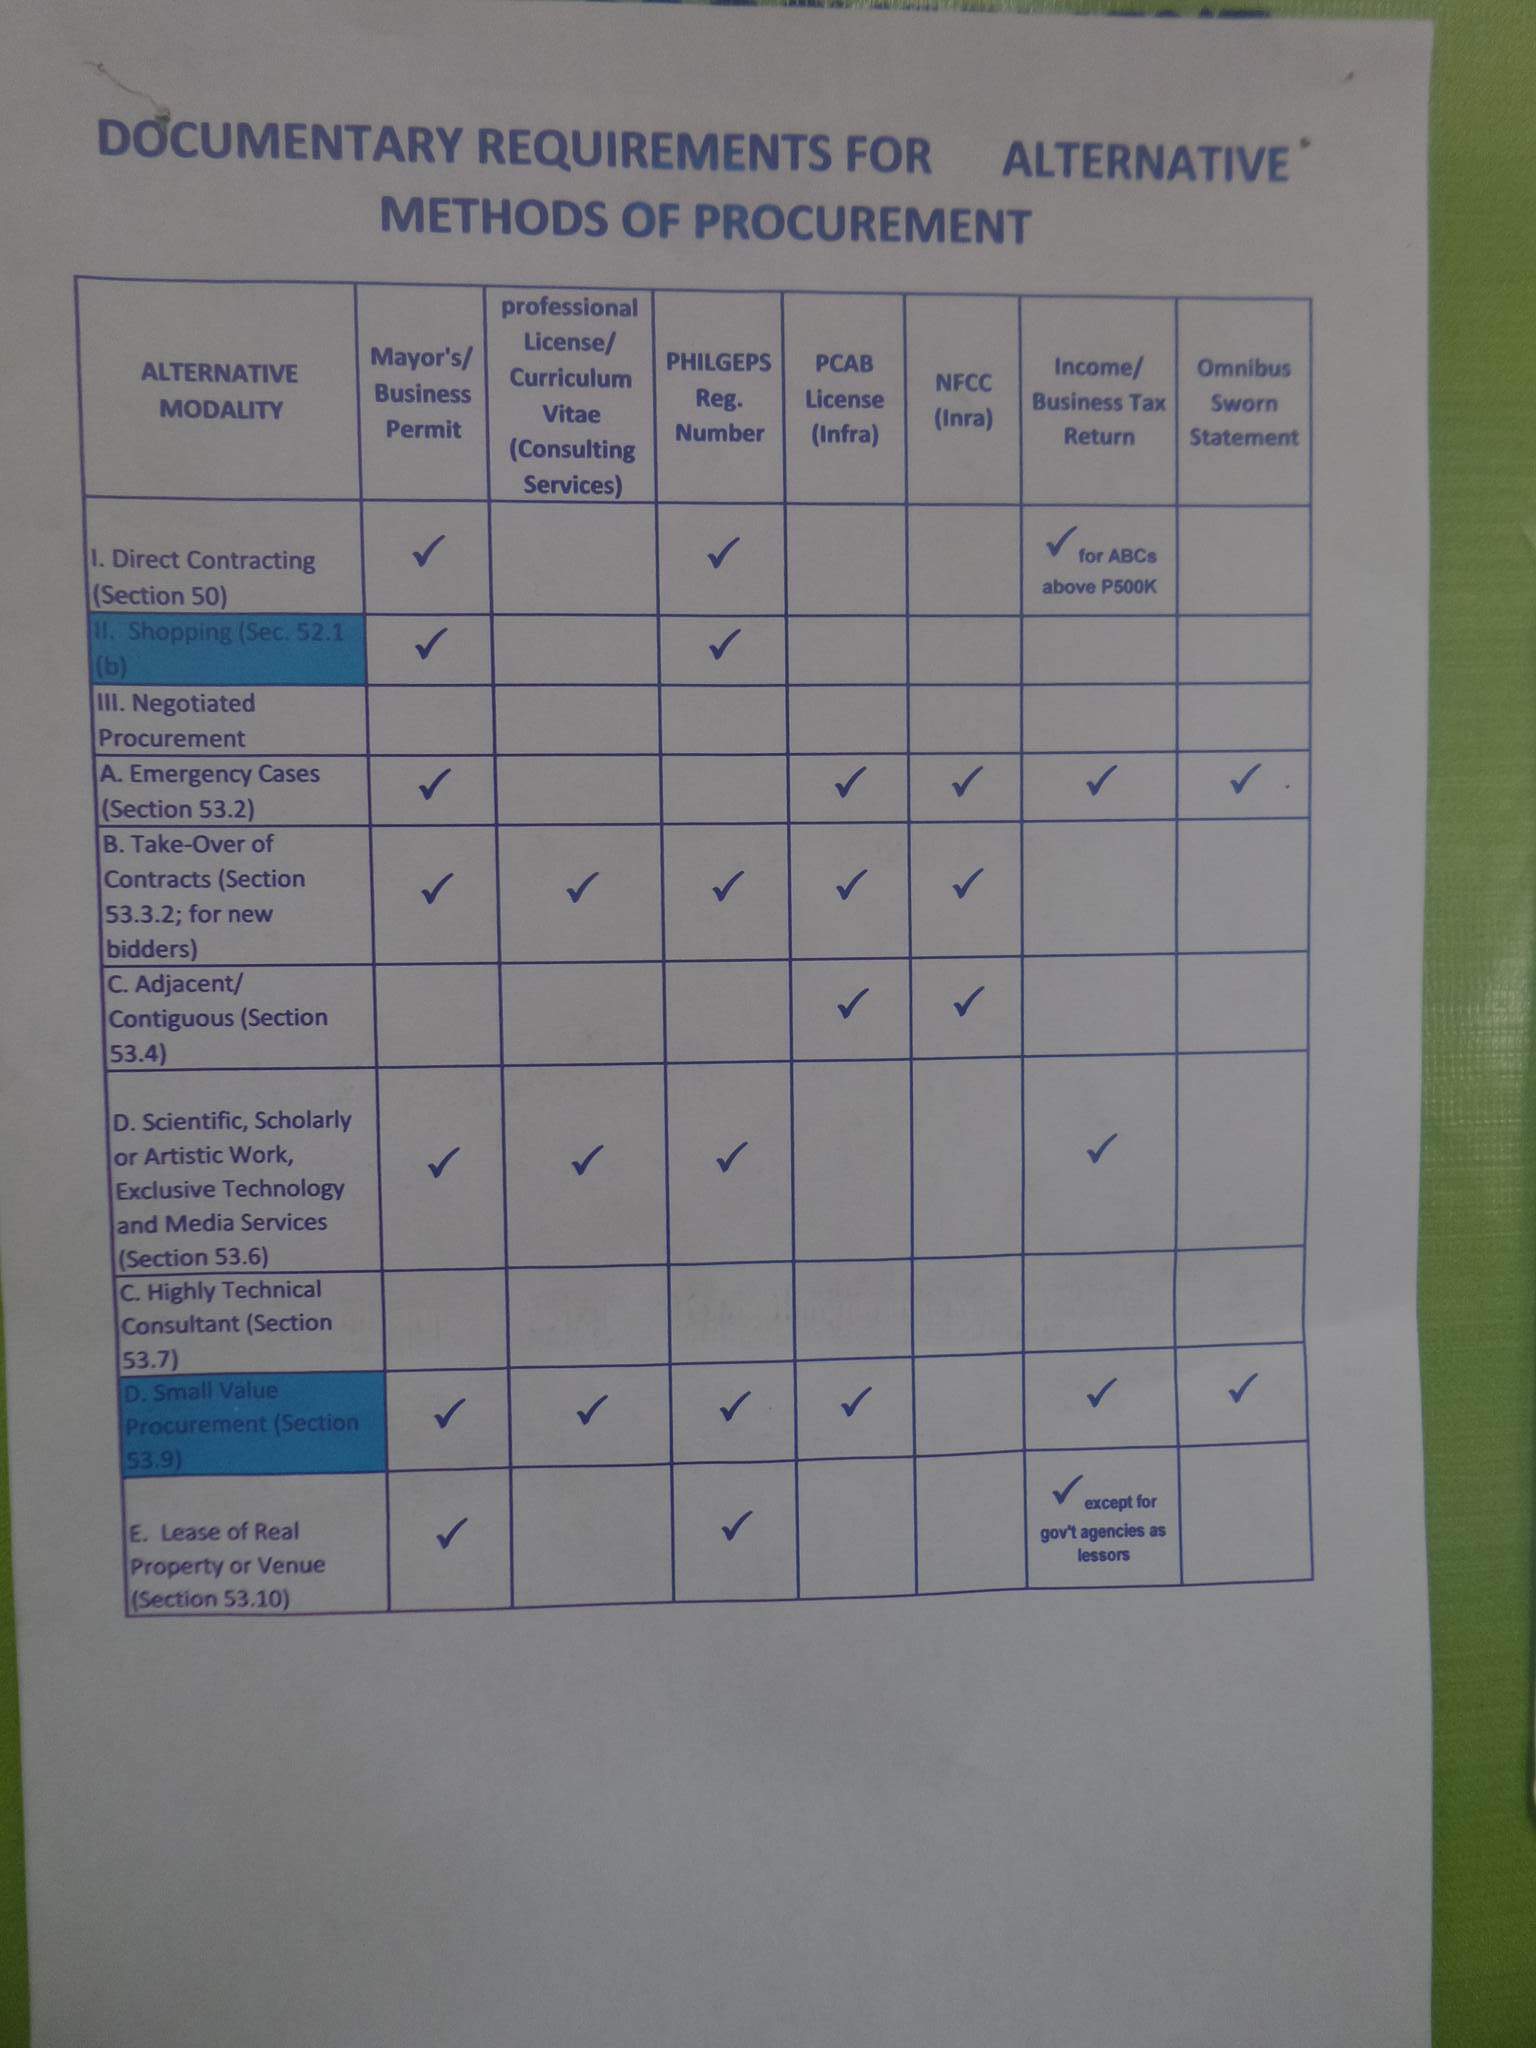 DOCUMENTARY REQUIREMENTS FOR ALTERNATIVE
METHODS OF PROCUREMENT
ALTERNATIVE
MODALITY
Mayor's/
Business
Permit
professional
License/
Curriculum
Vitae
(Consulting
Services)
PHILGEPS
Reg.
Number
PCAB
License
(Infra)
NFCC
(Inra)
Income/
Business Tax
Return
Omnibus
Sworn
Statement
I. Direct Contracting
(Section 50)
✓
✓
✓ for ABCs
above P500K
II. Shopping (Sec. 52.1
(b)
✓
✓
III. Negotiated
Procurement
A. Emergency Cases
(Section 53.2)
✓
✓
✓
✓
✓
B. Take-Over of
Contracts (Section
53.3.2; for new
bidders)
✓
✓
✓
✓
✓
C. Adjacent/
Contiguous (Section
53.4)
✓
✓
D. Scientific, Scholarly
or Artistic Work,
Exclusive Technology
and Media Services
(Section 53.6)
✓
✓
✓
✓
C. Highly Technical
Consultant (Section
53.7)
D. Small Value
Procurement (Section
53.9)
✓
✓
✓
✓
✓
✓
E. Lease of Real
Property or Venue
(Section 53.10)
✓
✓
✓ except for
gov't agencies as
lessors